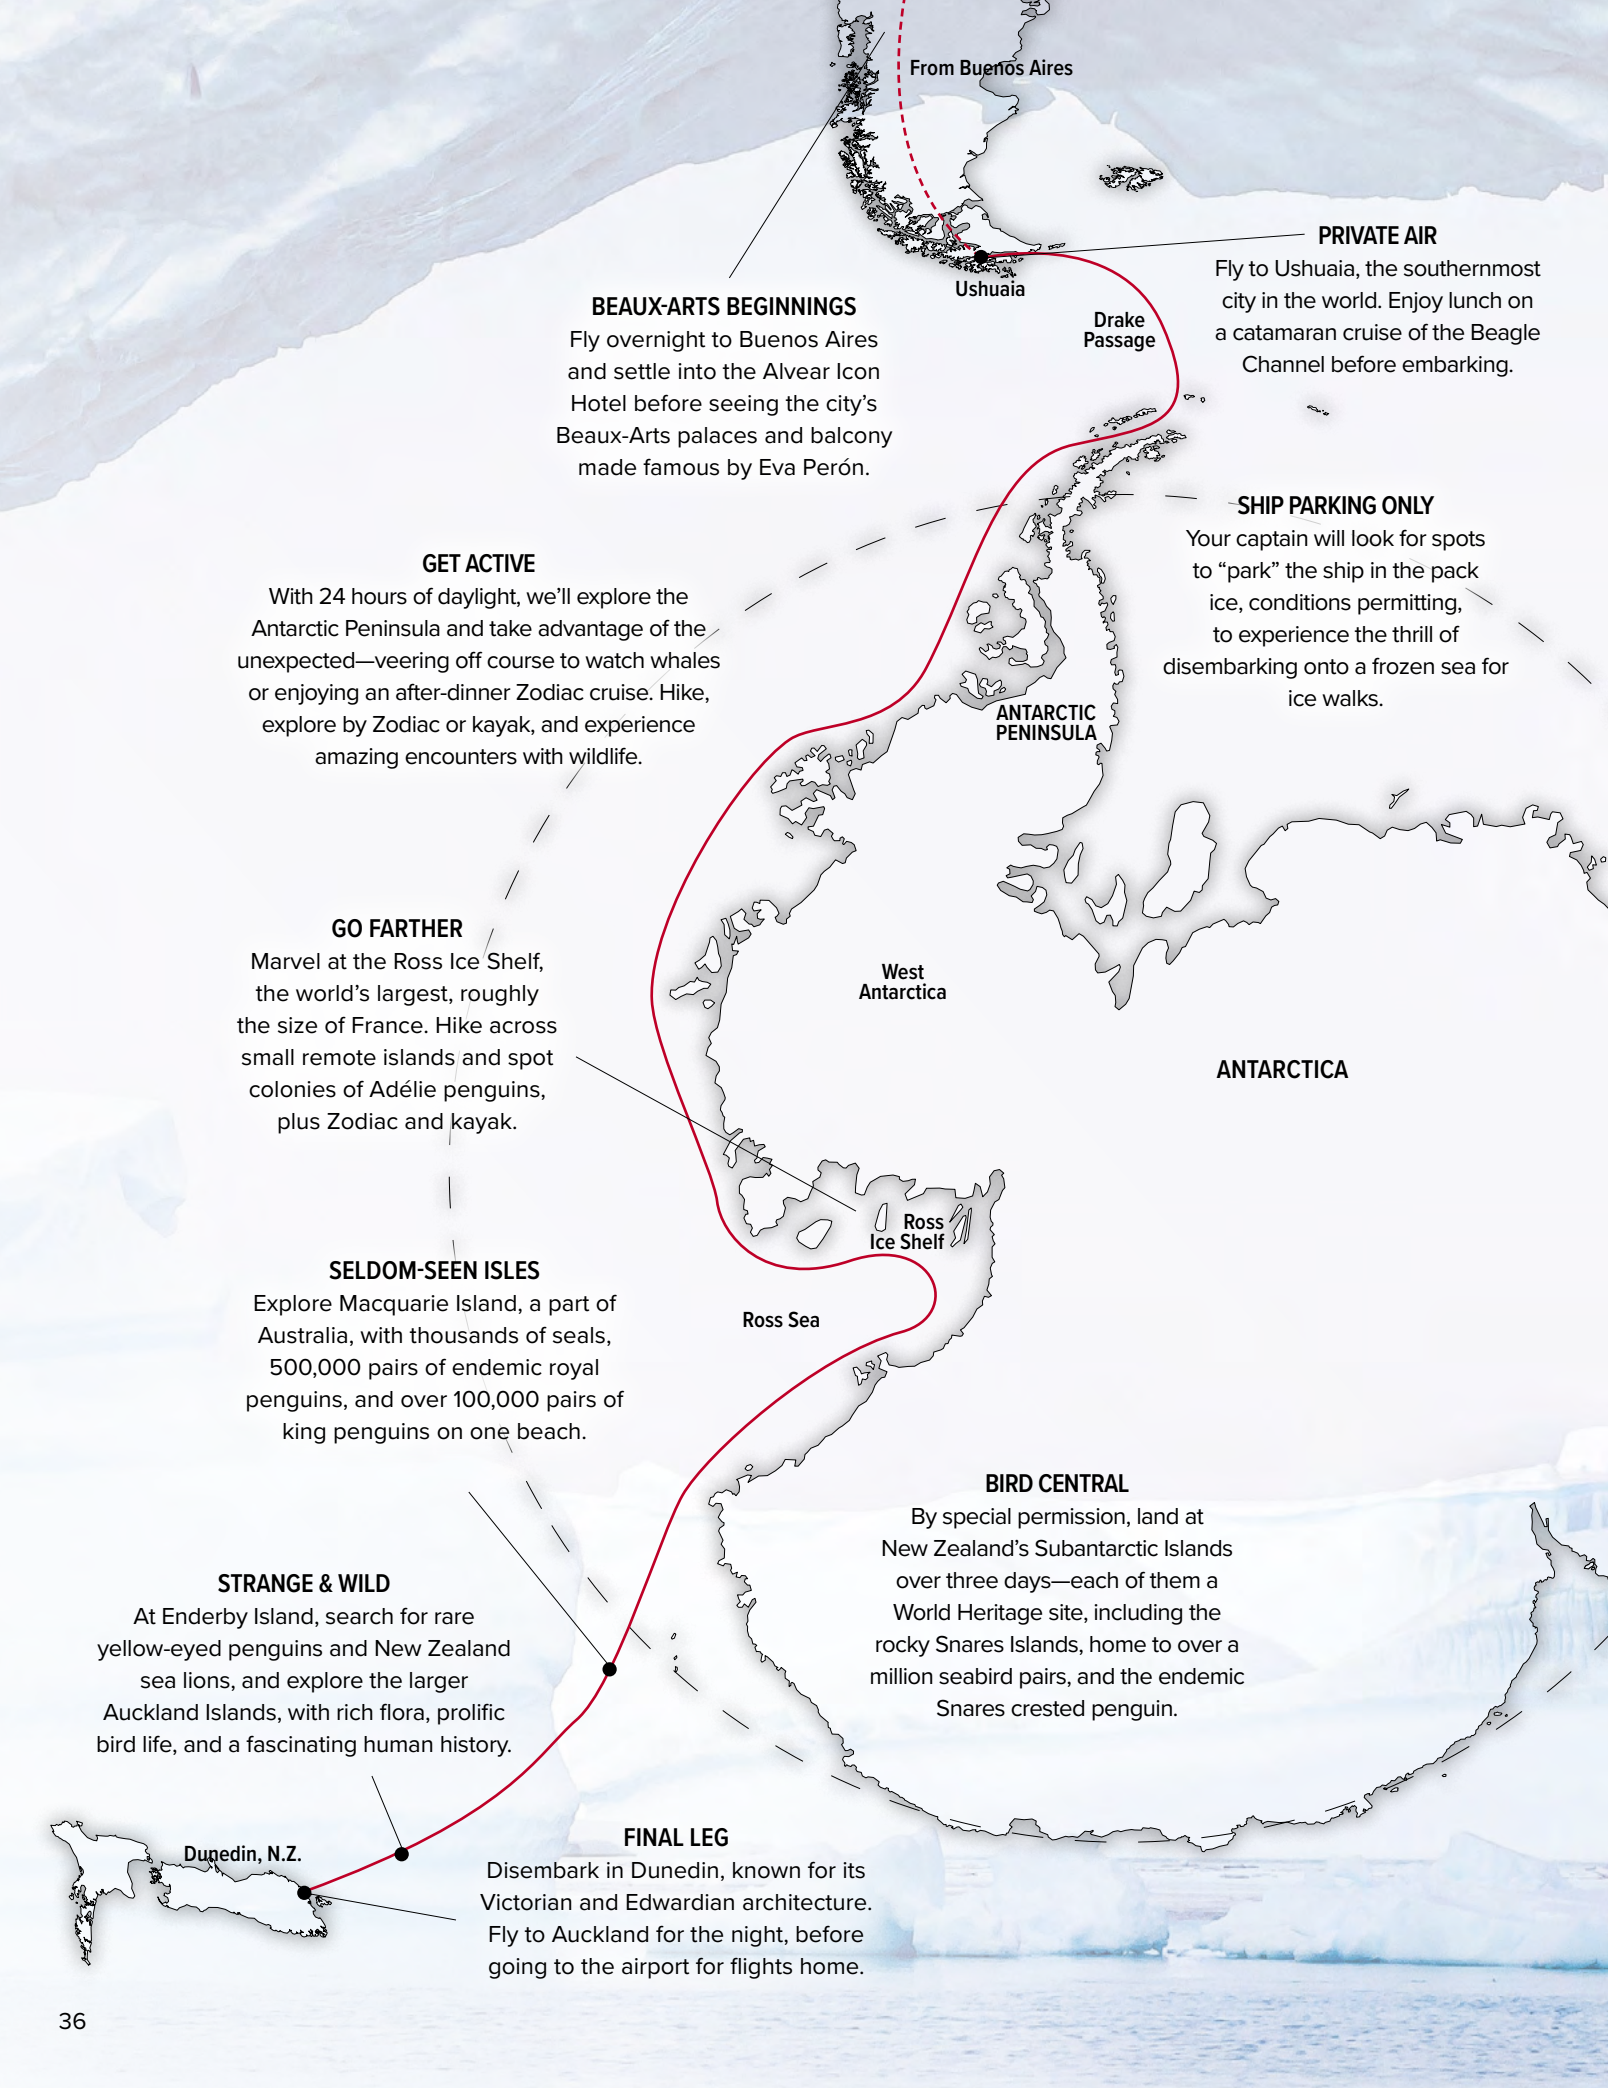 From Buenos Aires
PRIVATE AIR
Fly to Ushuaia, the southernmost
city in the world. Enjoy lunch on
a catamaran cruise of the Beagle
Channel before embarking.
Ushuaia
Drake
Passage
BEAUX-ARTS BEGINNINGS
Fly overnight to Buenos Aires
and settle into the Alvear Icon
Hotel before seeing the city’s
Beaux-Arts palaces and balcony
made famous by Eva Perón.
SHIP PARKING ONLY
Your captain will look for spots
to “park” the ship in the pack
ice, conditions permitting,
to experience the thrill of
disembarking onto a frozen sea for
ice walks.
GET ACTIVE
With 24 hours of daylight, we’ll explore the
Antarctic Peninsula and take advantage of the
unexpected—veering off course to watch whales
or enjoying an after-dinner Zodiac cruise. Hike,
explore by Zodiac or kayak, and experience
amazing encounters with wildlife.
ANTARCTIC
PENINSULA
GO FARTHER
Marvel at the Ross Ice Shelf,
the world’s largest, roughly
the size of France. Hike across
small remote islands and spot
colonies of Adélie penguins,
plus Zodiac and kayak.
West
Antarctica
ANTARCTICA
Ross
Ice Shelf
SELDOM-SEEN ISLES
Explore Macquarie Island, a part of
Australia, with thousands of seals,
500,000 pairs of endemic royal
penguins, and over 100,000 pairs of
king penguins on one beach.
Ross Sea
BIRD CENTRAL
By special permission, land at
New Zealand’s Subantarctic Islands
over three days—each of them a
World Heritage site, including the
rocky Snares Islands, home to over a
million seabird pairs, and the endemic
Snares crested penguin.
STRANGE & WILD
At Enderby Island, search for rare
yellow-eyed penguins and New Zealand
sea lions, and explore the larger
Auckland Islands, with rich flora, prolific
bird life, and a fascinating human history.
Dunedin, N.Z.
FINAL LEG
Disembark in Dunedin, known for its
Victorian and Edwardian architecture.
Fly to Auckland for the night, before
going to the airport for flights home.
36